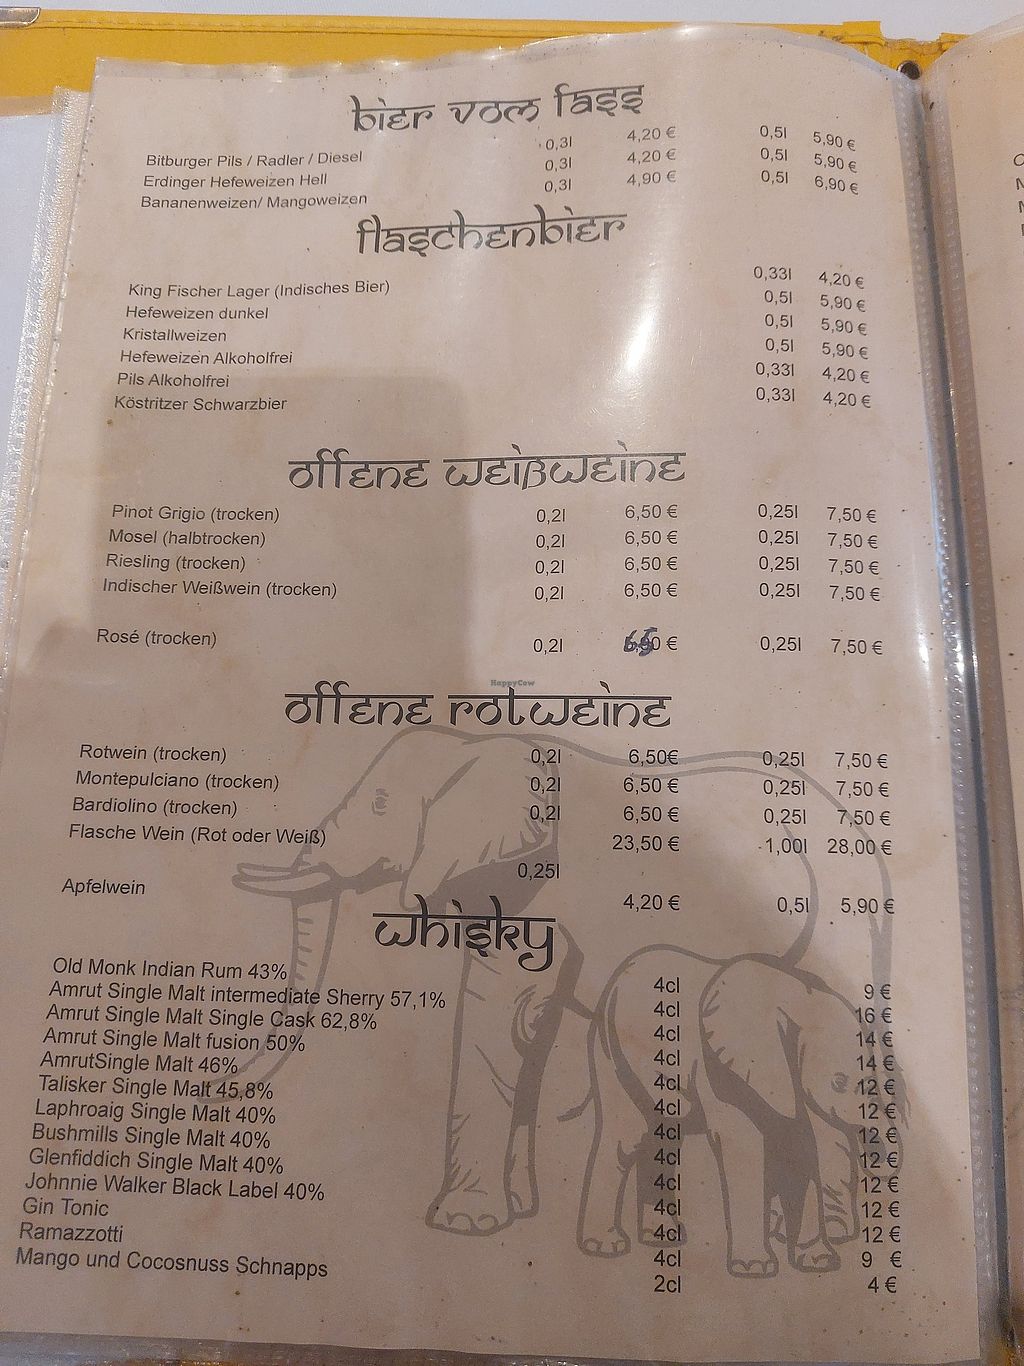 Bier vom Fass
Bitburger Pils / Radler / Diesel 0,3l 4,20 € 0,5l 5,90 €
Erdinger Hefeweizen Hell 0,3l 4,20 € 0,5l 5,90 €
Bananenweizen/ Mangoweizen 0,3l 4,90 € 0,5l 6,90 €
Flaschenbier
King Fischer Lager (Indisches Bier) 0,33l 4,20 €
Hefeweizen dunkel 0,5l 5,90 €
Kristallweizen 0,5l 5,90 €
Hefeweizen Alkoholfrei 0,5l 5,90 €
Pils Alkoholfrei 0,33l 4,20 €
Köstritzer Schwarzbier 0,33l 4,20 €
Offene Weißweine
Pinot Grigio (trocken) 0,2l 6,50 € 0,25l 7,50 €
Mosel (halbtrocken) 0,2l 6,50 € 0,25l 7,50 €
Riesling (trocken) 0,2l 6,50 € 0,25l 7,50 €
Indischer Weißwein (trocken) 0,2l 6,50 € 0,25l 7,50 €
Rosé (trocken) 0,2l € 0,25l 7,50 €
HappyCow
Offene Rotweine
Rotwein (trocken) 0,2l 6,50€ 0,25l 7,50 €
Montepulciano (trocken) 0,2l 6,50 € 0,25l 7,50 €
Bardiolino (trocken) 0,2l 6,50 € 0,25l 7,50 €
Flasche Wein (Rot oder Weiß) 23,50 € 1,00l 28,00 €
Apfelwein 0,25l 4,20 € 0,5l 5,90 €
Whisky
Old Monk Indian Rum 43% 4cl 9 €
Amrut Single Malt intermediate Sherry 57,1% 4cl 16 €
Amrut Single Malt Single Cask 62,8% 4cl 14 €
Amrut Single Malt fusion 50% 4cl 14 €
AmrutSingle Malt 46% 4cl 12 €
Talisker Single Malt 45,8% 4cl 12 €
Laphroaig Single Malt 40% 4cl 12 €
Bushmills Single Malt 40% 4cl 12 €
Glenfiddich Single Malt 40% 4cl 12 €
Johnnie Walker Black Label 40% 4cl 12 €
Gin Tonic 4cl 12 €
Ramazzotti 4cl 9 €
Mango und Cocosnuss Schnapps 2cl 4 €